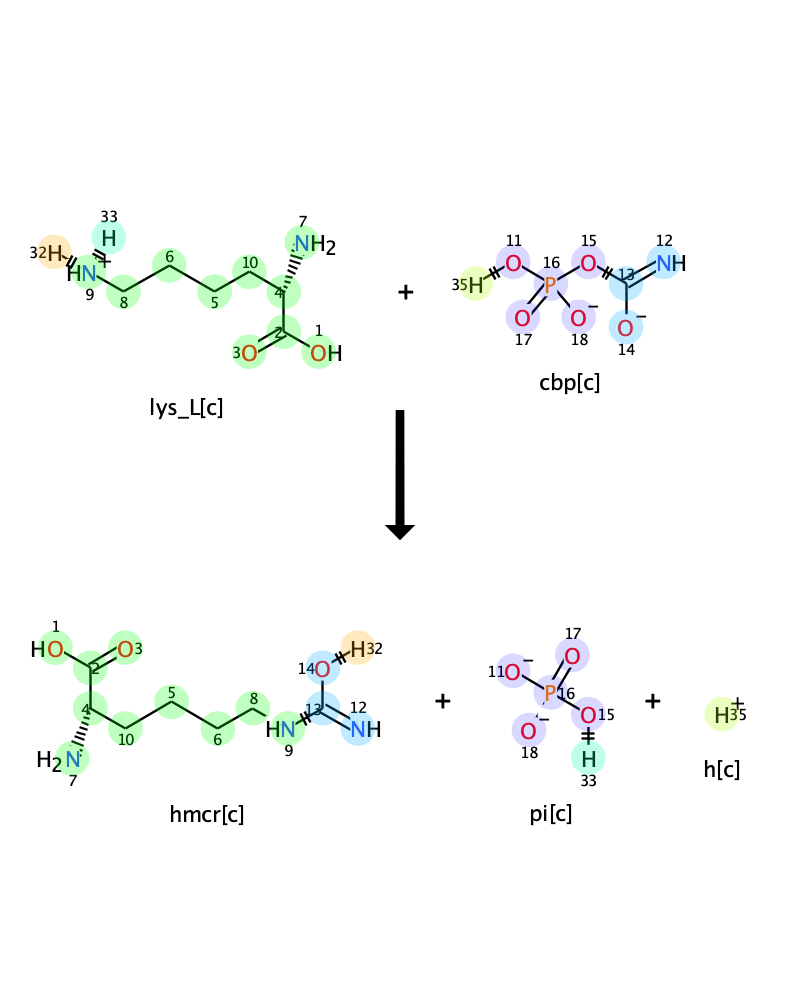 33
7
32H
H
NH2
6
10
HN+
9
8
5
4
2
1
3O
OH
lys_L[c]
+
11
16
15
12
O
O
13
NH
35H
P
O
O−
O−
17
18
14
cbp[c]
1
HO
2
O3
4
5
8
10
6
H2N
7
14O
H32
13
12
HN
NH
9
hmcr[c]
+
17
O
11O−
P16
O−
O15
18
H
33
pi[c]
+
H+35
h[c]